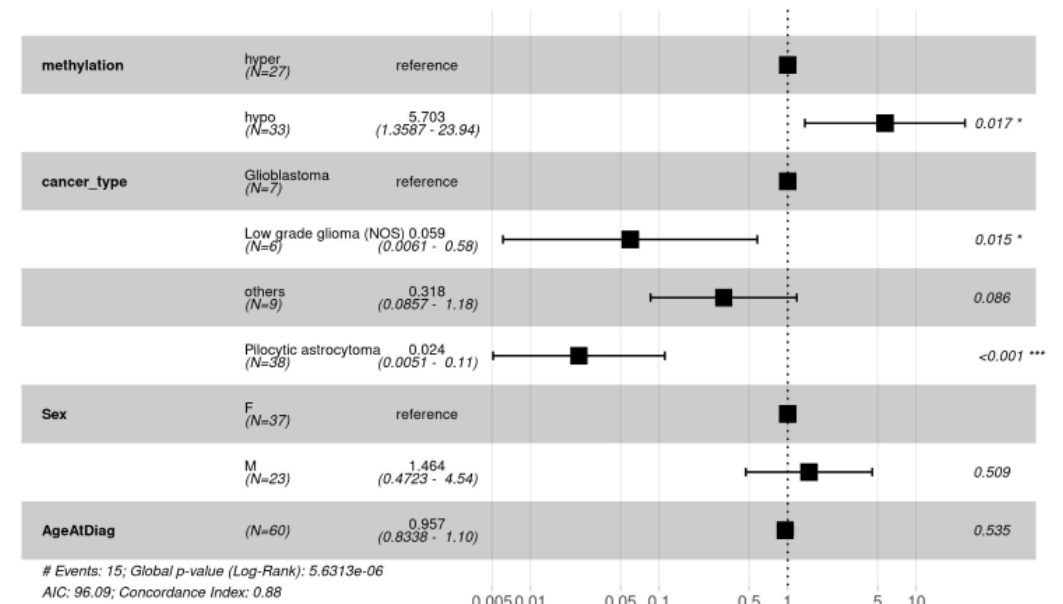 methylation hyper reference
(N=27)
hypo 5.703
(N=33) (1.3587 - 23.94) 0.017 *
cancer_type Glioblastoma reference
(N=7)
Low grade glioma (NOS) 0.059
(N=6) (0.0061 - 0.58) 0.015 *
others 0.318
(N=9) (0.0857 - 1.18) 0.086
Pilocytic astrocytoma 0.024
(N=38) (0.0051 - 0.11) <0.001 ***
Sex F reference
(N=37)
M 1.464
(N=23) (0.4723 - 4.54) 0.509
AgeAtDiag (N=60) 0.957
(0.8338 - 1.10) 0.535
# Events: 15; Global p-value (Log-Rank): 5.6313e-06
AIC: 96.09; Concordance Index: 0.88
0.005 0.01 0.05 0.1 0.5 1 5 10